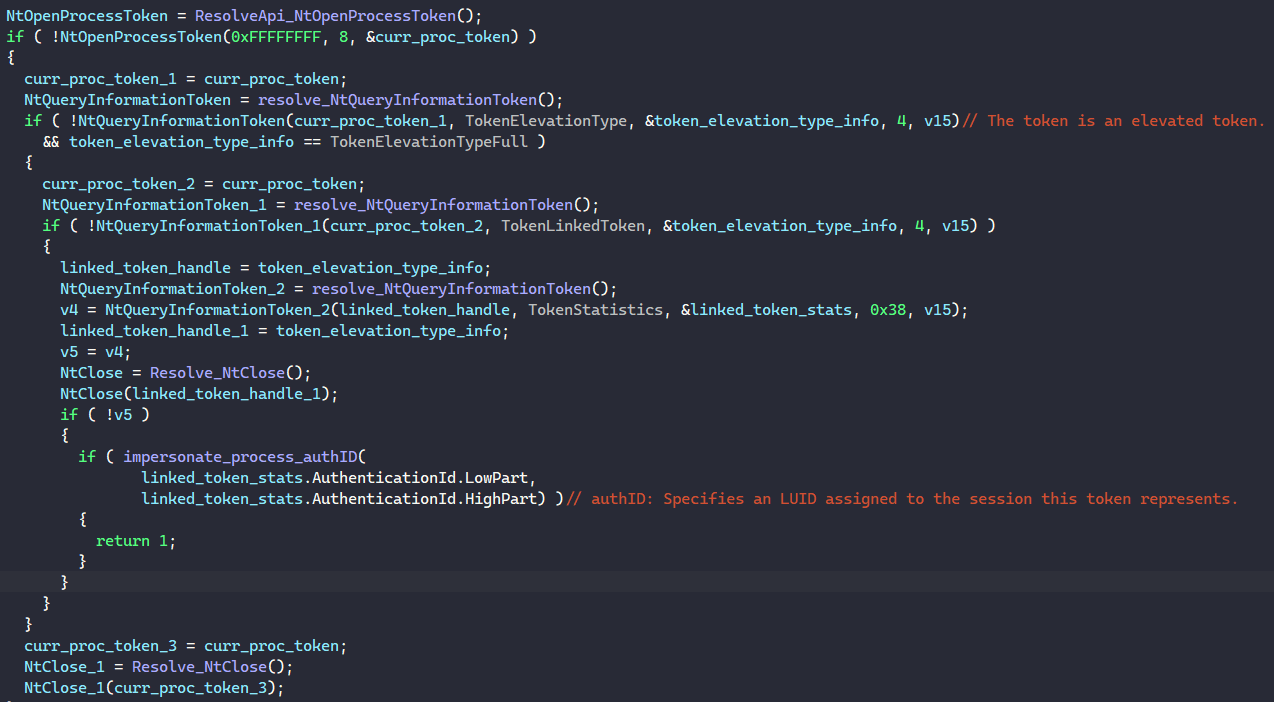 NtOpenProcessToken = ResolveApi_NtOpenProcessToken();
if ( !NtOpenProcessToken(0xFFFFFFFF, 8, &curr_proc_token) )
{
  curr_proc_token_1 = curr_proc_token;
  NtQueryInformationToken = resolve_NtQueryInformationToken();
  if ( !NtQueryInformationToken(curr_proc_token_1, TokenElevationType, &token_elevation_type_info, 4, v15)// The token is an elevated token.
    && token_elevation_type_info == TokenElevationTypeFull )
  {
    curr_proc_token_2 = curr_proc_token;
    NtQueryInformationToken_1 = resolve_NtQueryInformationToken();
    if ( !NtQueryInformationToken_1(curr_proc_token_2, TokenLinkedToken, &token_elevation_type_info, 4, v15) )
    {
      linked_token_handle = token_elevation_type_info;
      NtQueryInformationToken_2 = resolve_NtQueryInformationToken();
      v4 = NtQueryInformationToken_2(linked_token_handle, TokenStatistics, &linked_token_stats, 0x38, v15);
      linked_token_handle_1 = token_elevation_type_info;
      v5 = v4;
      NtClose = Resolve_NtClose();
      NtClose(linked_token_handle_1);
      if ( !v5 )
      {
        if ( impersonate_process_authID(
               linked_token_stats.AuthenticationId.LowPart,
               linked_token_stats.AuthenticationId.HighPart) )// authID: Specifies an LUID assigned to the session this token represents.
        {
          return 1;
        }
      }
    }
  }
  curr_proc_token_3 = curr_proc_token;
  NtClose_1 = Resolve_NtClose();
  NtClose_1(curr_proc_token_3);